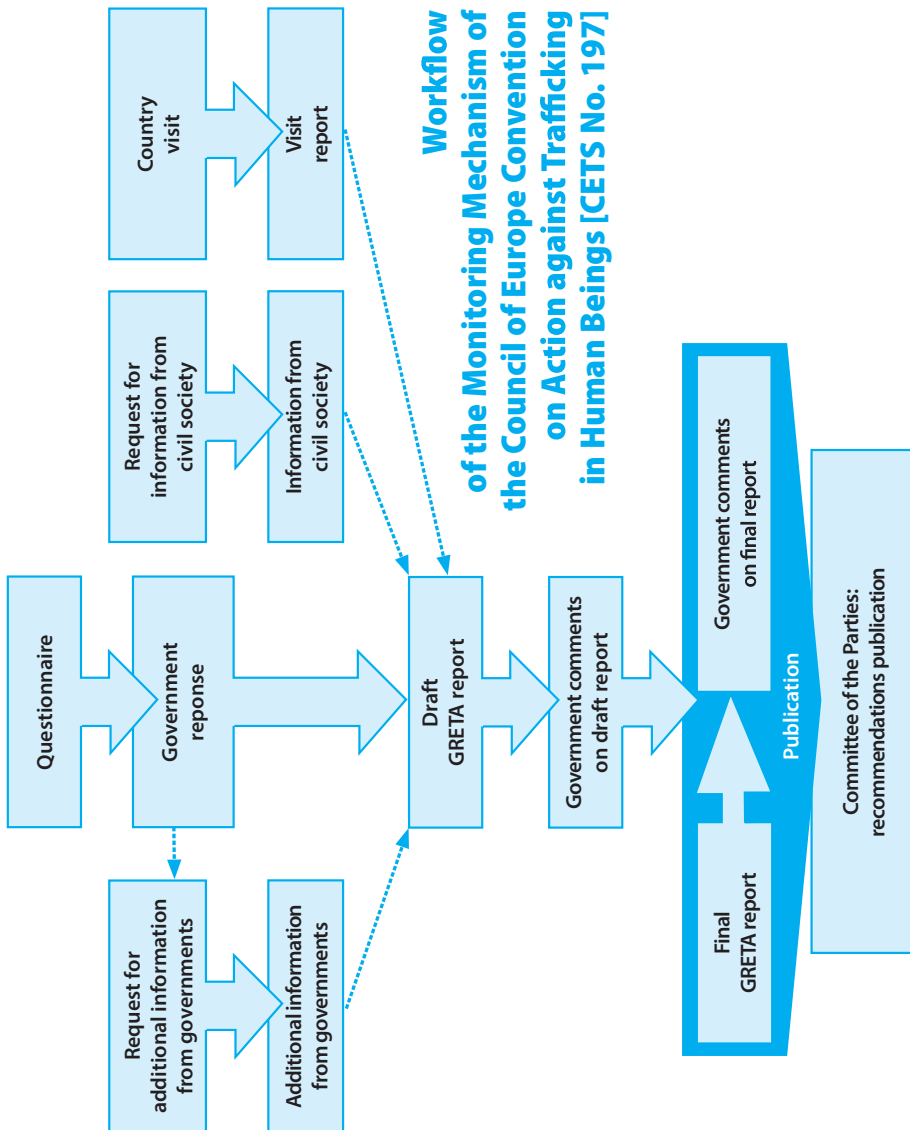 Workflow
of the Monitoring Mechanism of
the Council of Europe Convention
on Action against Trafficking
in Human Beings [CETS No. 197]
Questionnaire
Request for
additional information
from governments
Government
reponse
Request for
information from
civil society
Country
visit
Additional information
from governments
Information from
civil society
Visit
report
Draft
GRETA report
Government comments
on draft report
Final
GRETA report
Government comments
on final report
Publication
Committee of the Parties:
recommendations publication